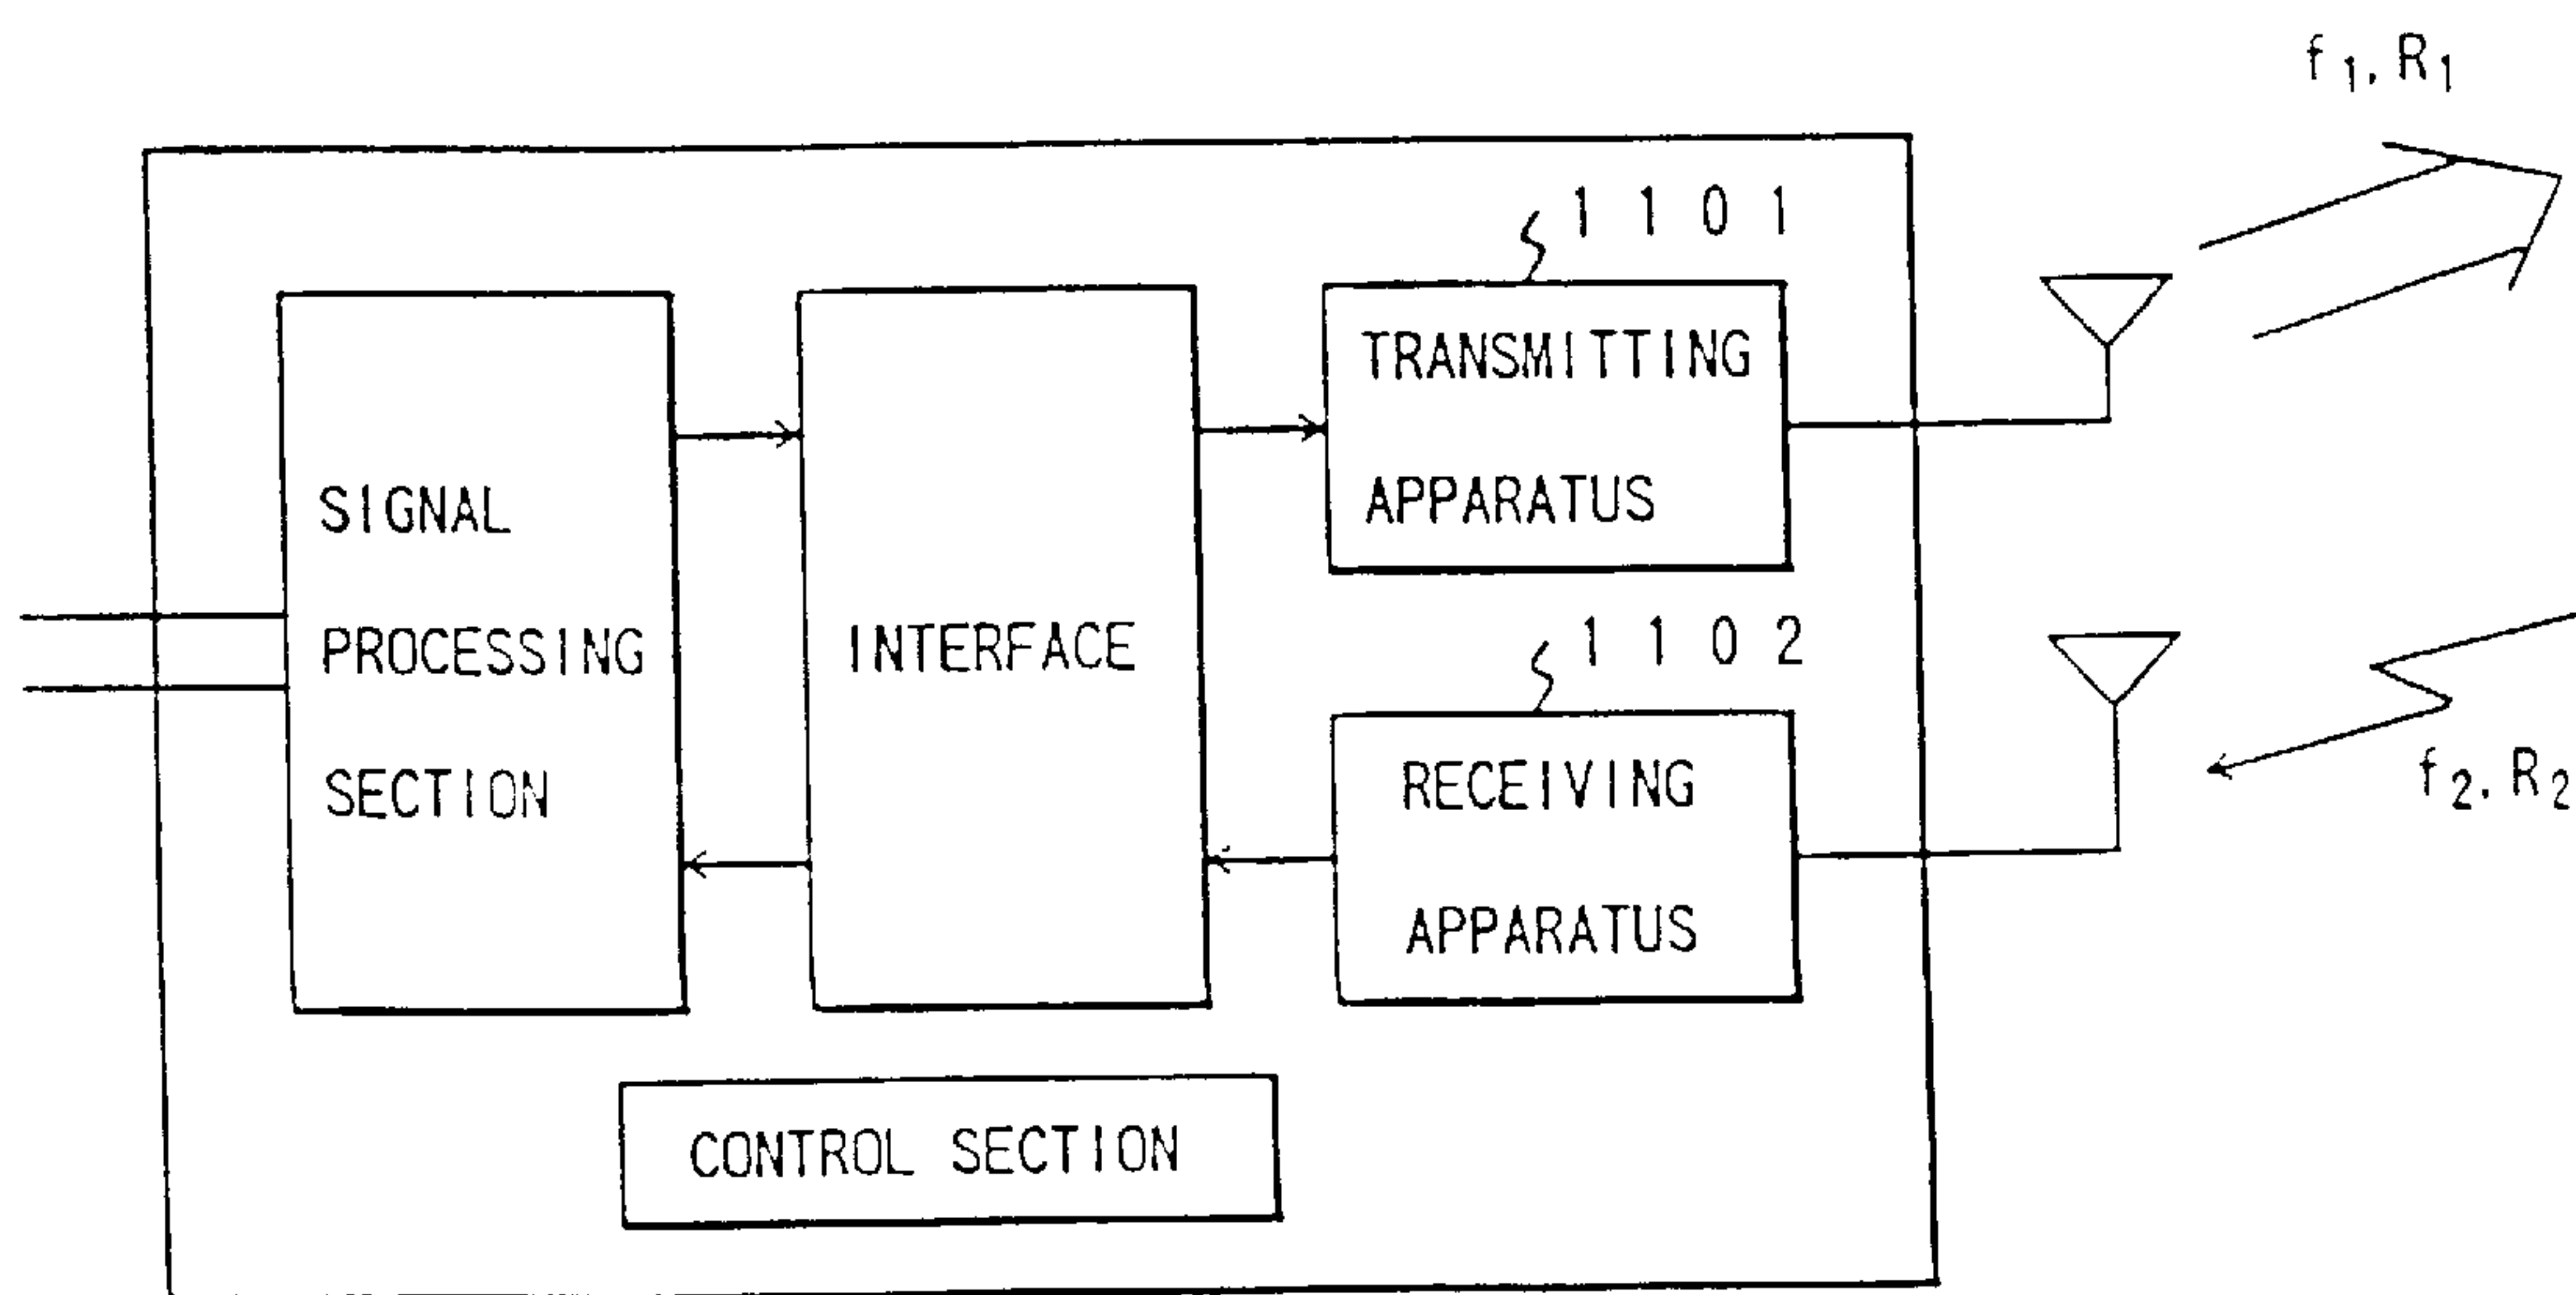 f1, R1
1101
TRANSMITTING
APPARATUS
SIGNAL
PROCESSING
SECTION
INTERFACE
1102
RECEIVING
APPARATUS
f2, R2
CONTROL SECTION